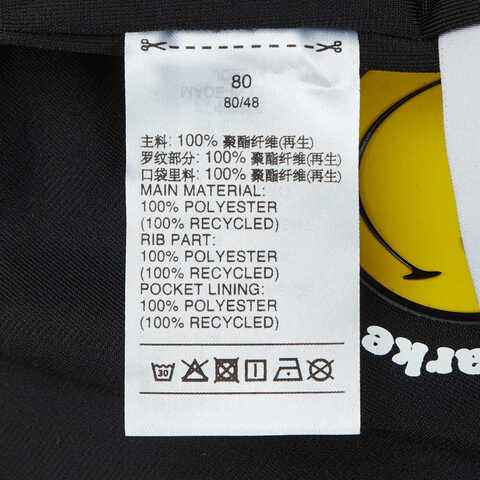 80
80/48
主料: 100% 聚酯纤维(再生)
罗纹部分: 100% 聚酯纤维(再生)
口袋里料: 100% 聚酯纤维(再生)
MAIN MATERIAL:
100% POLYESTER
(100% RECYCLED)
RIB PART:
100% POLYESTER
(100% RECYCLED)
POCKET LINING:
100% POLYESTER
(100% RECYCLED)
30
arke